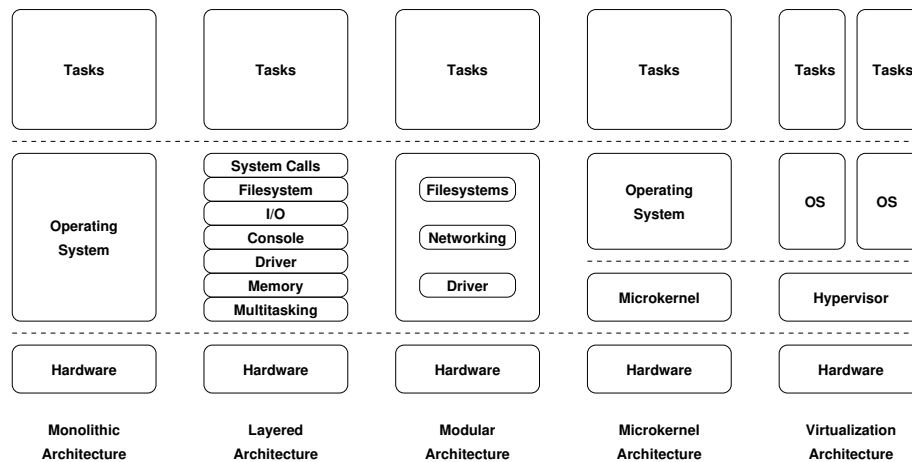 Tasks
Tasks
Tasks
Tasks
Tasks
Tasks
Operating
System
System Calls
Filesystem
I/O
Console
Driver
Memory
Multitasking
Filesystems
Networking
Driver
Operating
System
Microkernel
OS
OS
Hypervisor
Hardware
Hardware
Hardware
Hardware
Hardware
Monolithic
Architecture
Layered
Architecture
Modular
Architecture
Microkernel
Architecture
Virtualization
Architecture